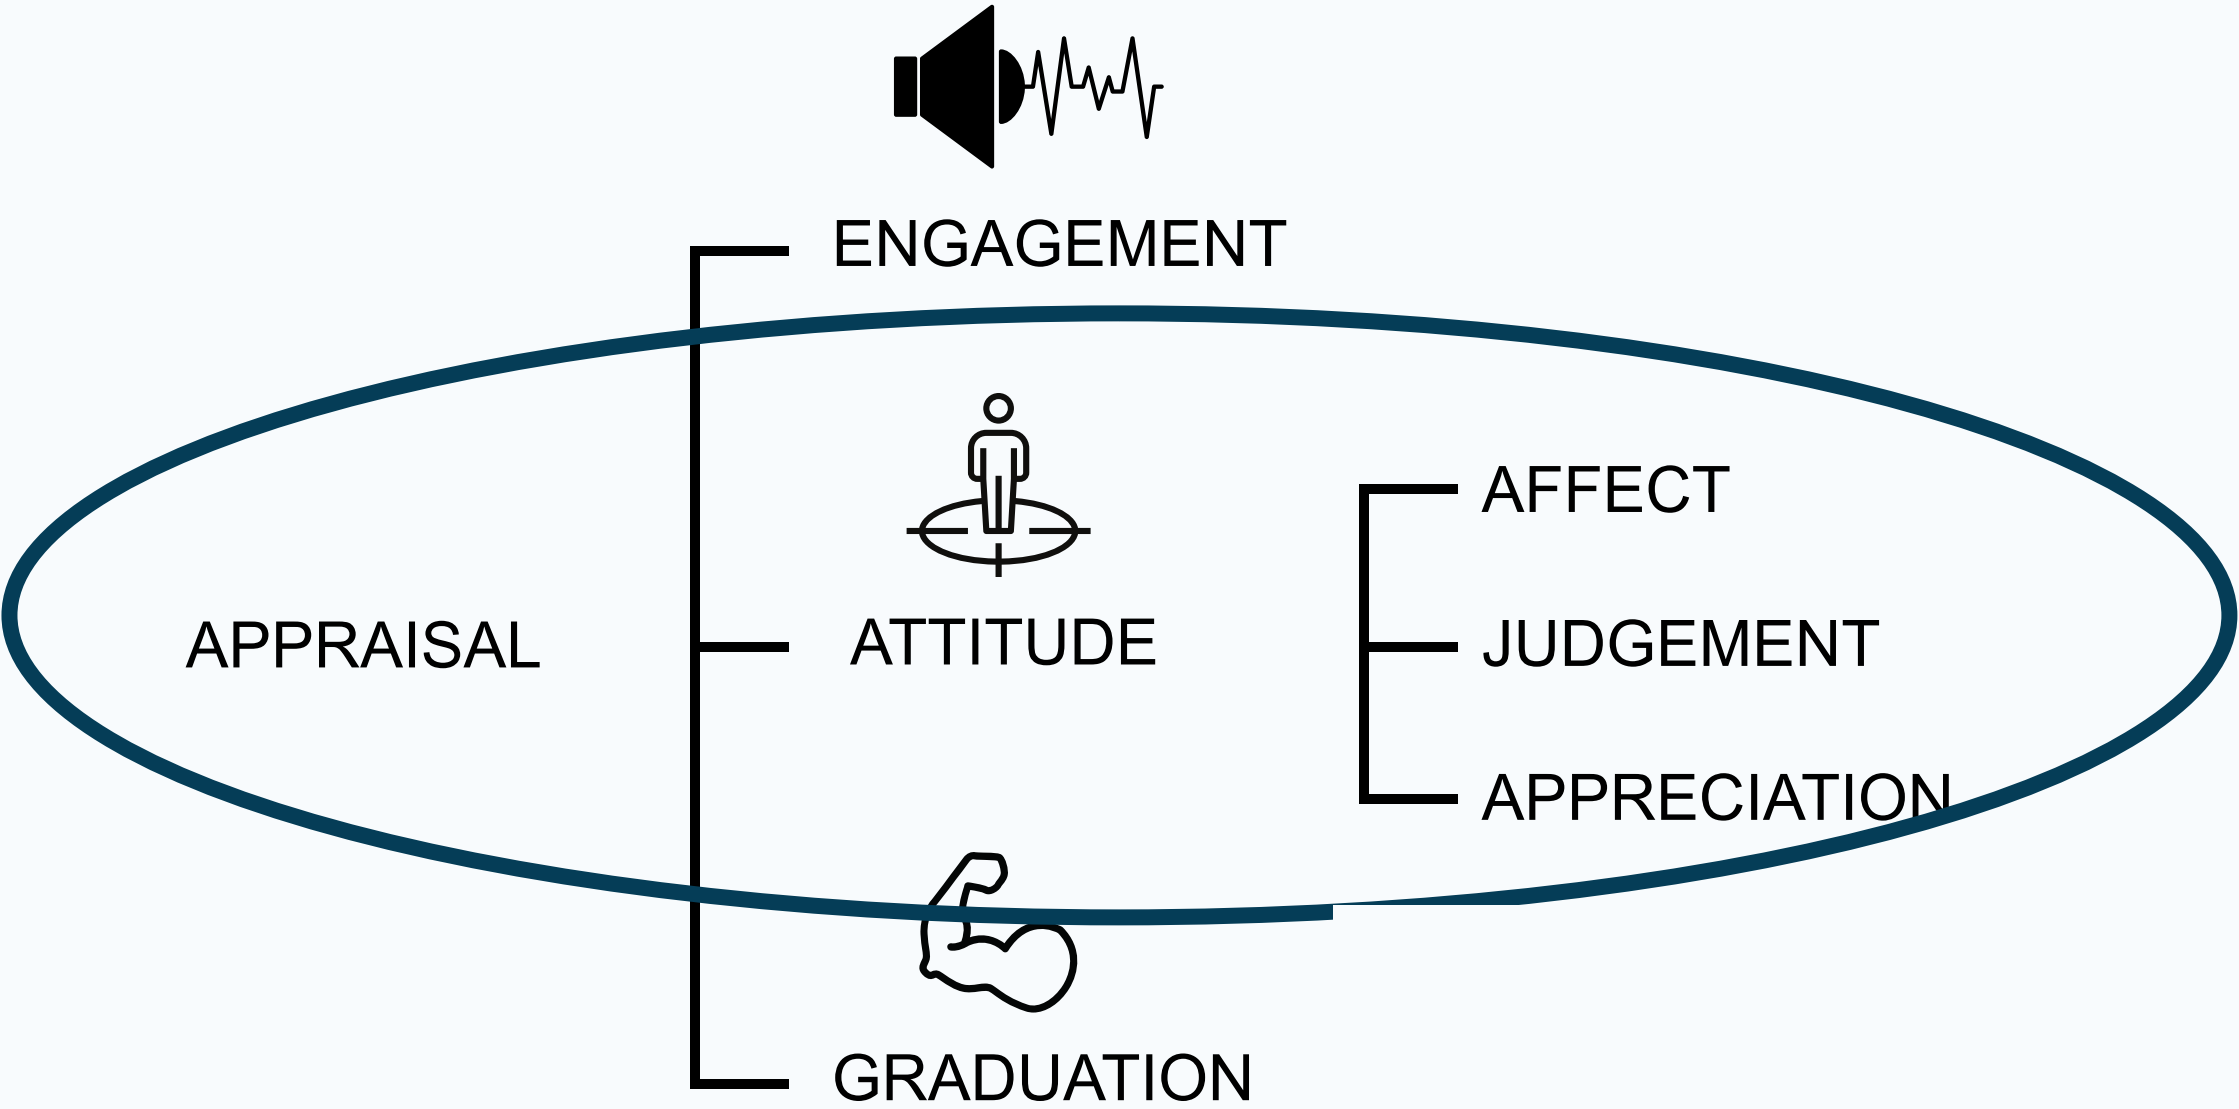 ENGAGEMENT
APPRAISAL
ATTITUDE
AFFECT
JUDGEMENT
APPRECIATION
GRADUATION